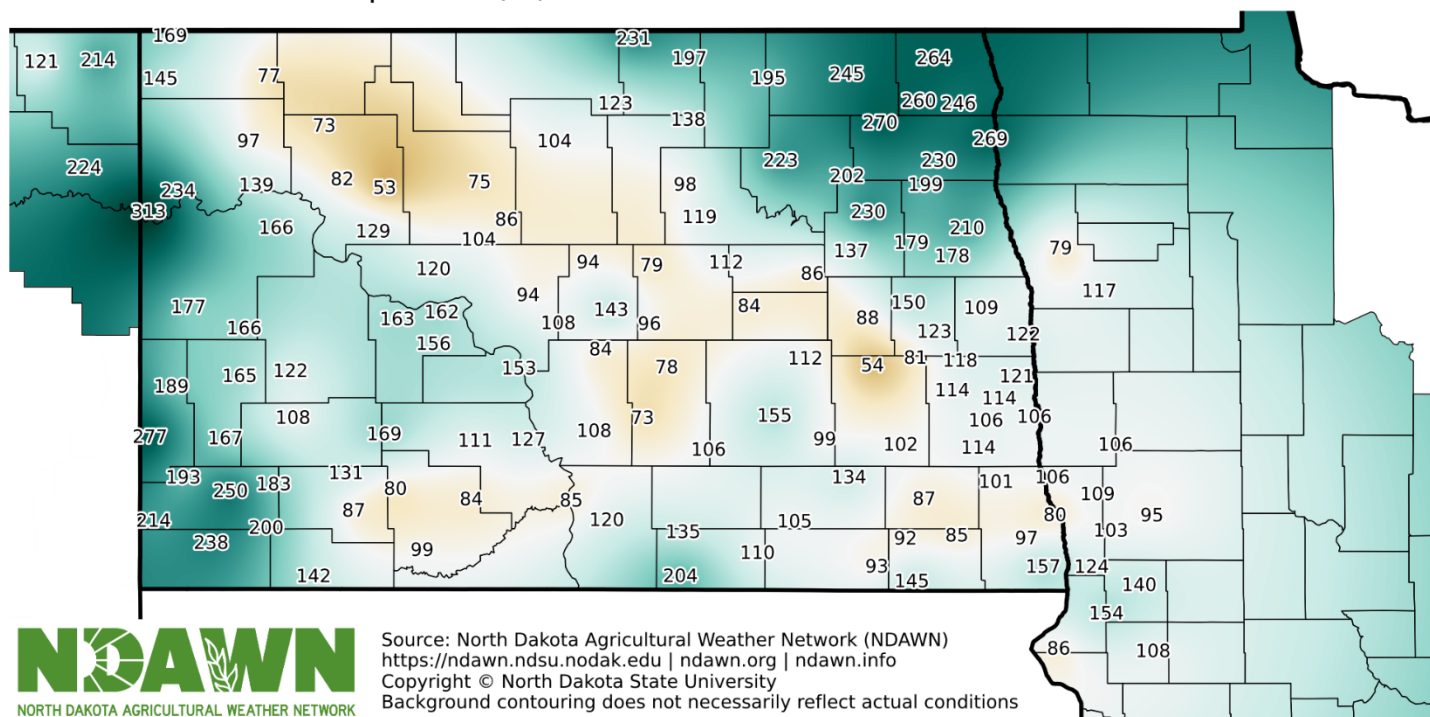 169 231
121 214 197 264
145 77 195 245
123 260 246
73 138 270
97 104 269
224 223 230
234 139 82 53 75 98 202 199
313 86 119 230
166 129 104 137 179 210 79
120 94 79 112 86 178
177 94 143 84 150 109 117
166 163 162 108 96 88 123 122
156 84 112 81 118
189 165 122 153 78 54 114 121
108 73 155 114
277 167 169 111 127 108 106 99 102 106 106 106
114
193 131 134 101 106
250 183 80 87 109
214 87 84 85 120 105 80 95
238 200 99 135 110 92 85 97 103
142 204 93 145 157 124 140
154
86 108
NDAWN
NORTH DAKOTA AGRICULTURAL WEATHER NETWORK
Source: North Dakota Agricultural Weather Network (NDAWN)
https://ndawn.ndsu.nodak.edu | ndawn.org | ndawn.info
Copyright © North Dakota State University
Background contouring does not necessarily reflect actual conditions